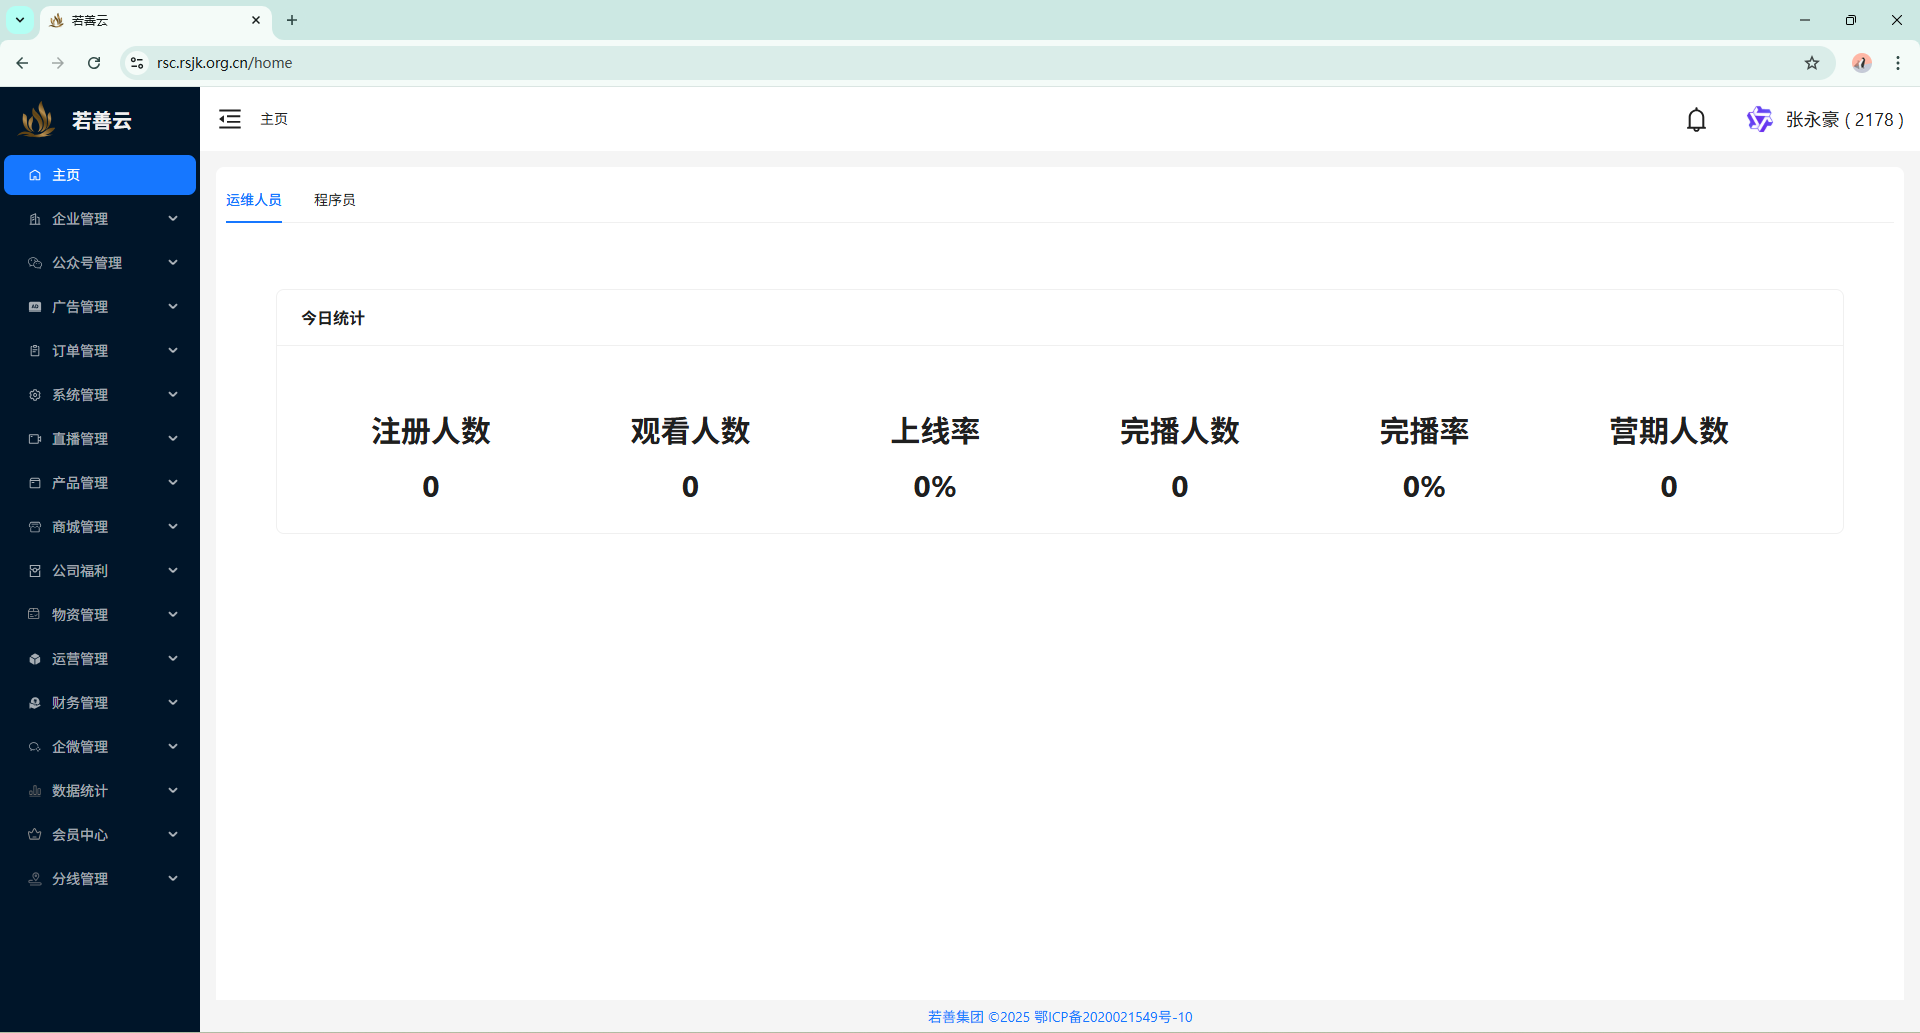 若善云
rsc.rsjk.org.cn/home
若善云
主页
张永豪 ( 2178 )
主页
企业管理
公众号管理
广告管理
订单管理
系统管理
直播管理
产品管理
商城管理
公司福利
物资管理
运营管理
财务管理
企微管理
数据统计
会员中心
分线管理
运维人员 程序员
今日统计
注册人数 观看人数 上线率 完播人数 完播率 营期人数
0 0 0% 0 0% 0
若善集团 ©2025 鄂ICP备2020021549号-10